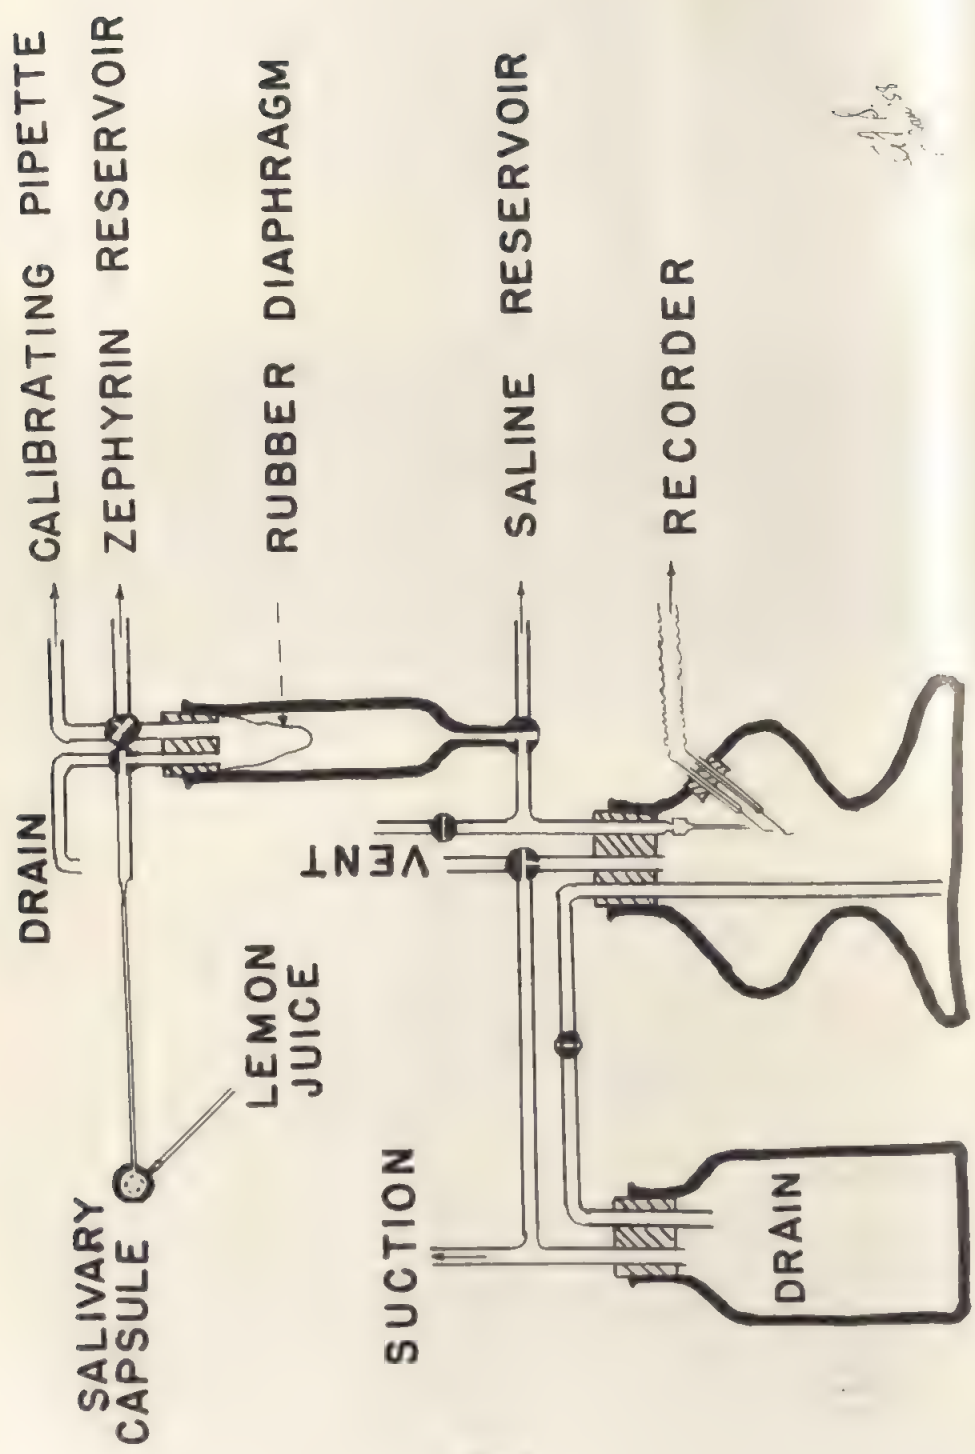 CALIBRATING PIPETTE
ZEPHYRIN RESERVOIR
DRAIN
RUBBER DIAPHRAGM
SALIVARY
CAPSULE
LEMON
JUICE
VENT
SALINE RESERVOIR
SUCTION
RECORDER
DRAIN